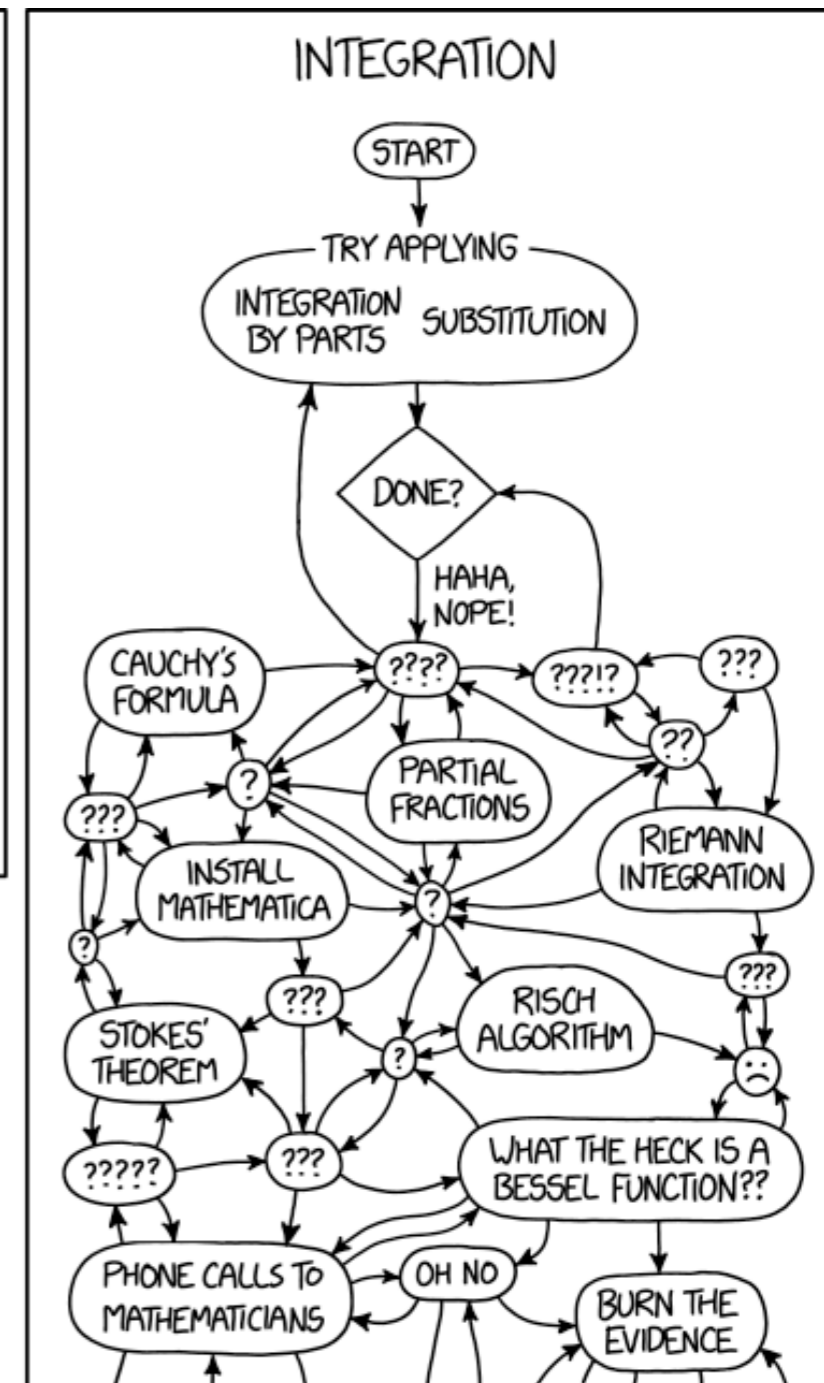 INTEGRATION
START
TRY APPLYING
INTEGRATION
BY PARTS
SUBSTITUTION
DONE?
HAHA,
NOPE!
CAUCHY'S
FORMULA
????
???!?
???
??
?
PARTIAL
FRACTIONS
???
RIEMANN
INTEGRATION
INSTALL
MATHEMATICA
?
?
???
???
RISCH
ALGORITHM
STOKES'
THEOREM
?
?????
???
WHAT THE HECK IS A
BESSEL FUNCTION??
PHONE CALLS TO
MATHEMATICIANS
OH NO
BURN THE
EVIDENCE